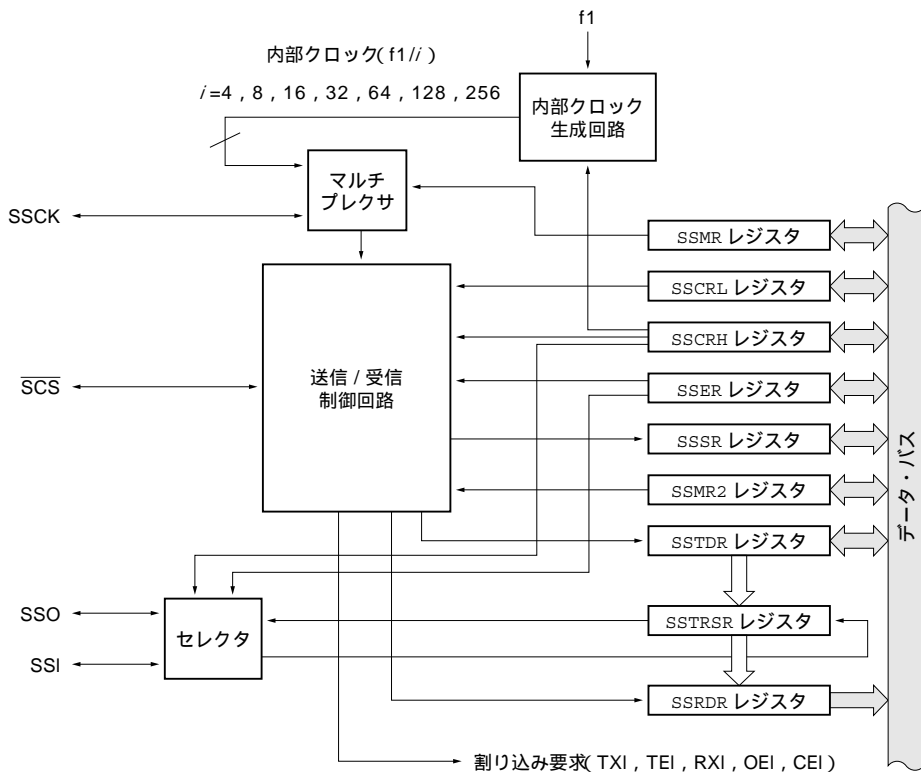 f1
内部クロック(f1/i)
i=4，8，16，32，64，128，256
内部クロック
生成回路
マルチ
プレクサ
SSCK
SSMR レジスタ
SSCRL レジスタ
SSCRH レジスタ
送信 / 受信
制御回路
SCS
SSER レジスタ
SSSR レジスタ
SSMR2 レジスタ
SSTDR レジスタ
データ・バス
SSO
セレクタ
SSI
SSTRSR レジスタ
SSRDR レジスタ
割り込み要求(TXI，TEI，RXI，OEI，CEI)